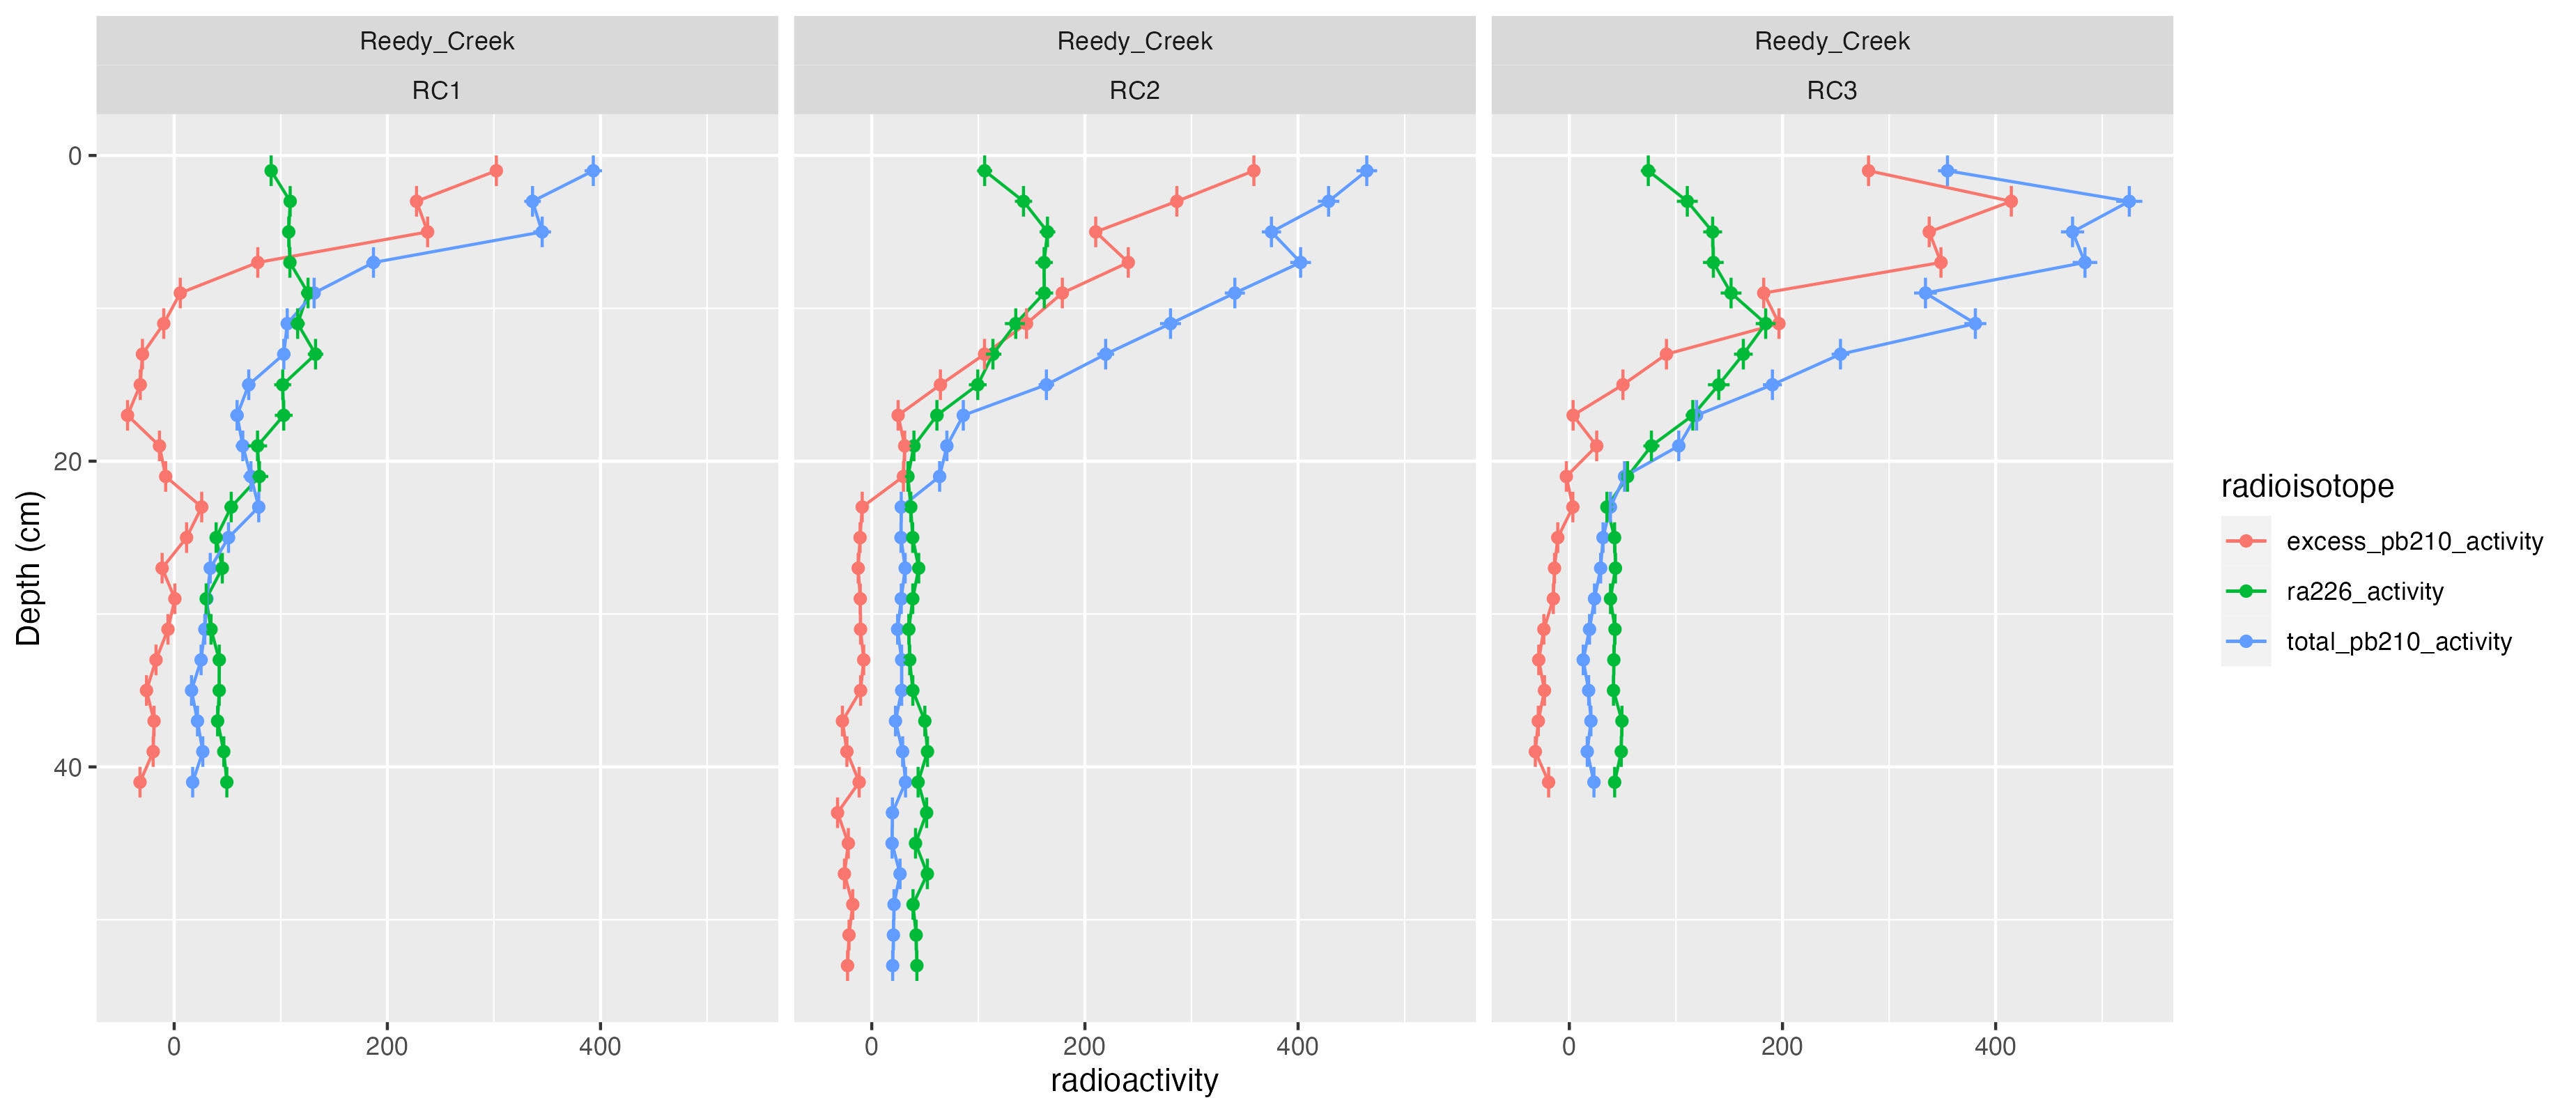 Reedy_Creek Reedy_Creek Reedy_Creek
RC1 RC2 RC3
0
20
40
Depth (cm)
0 200 400 0 200 400 0 200 400
radioactivity
radioisotope
excess_pb210_activity
ra226_activity
total_pb210_activity